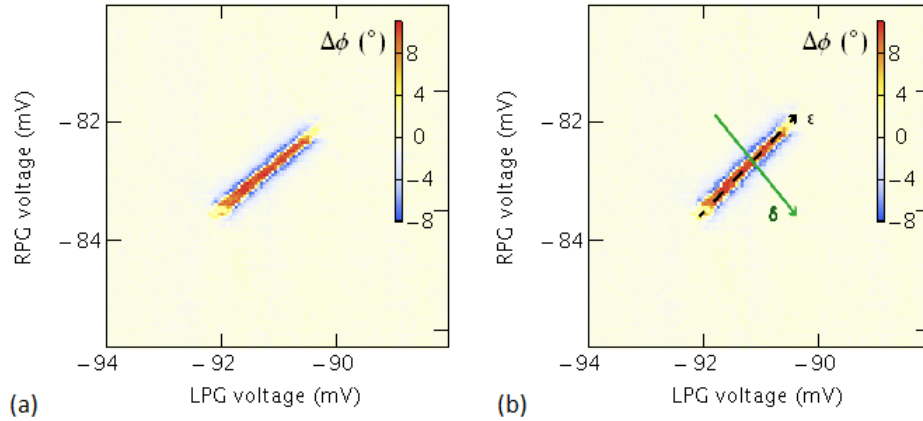 Δϕ (°)
8
4
0
−4
−8
−82
−84
RPG voltage (mV)
−94
−92
−90
LPG voltage (mV)
(a)
Δϕ (°)
8
4
0
−4
−8
ε
δ
−82
−84
RPG voltage (mV)
−94
−92
−90
LPG voltage (mV)
(b)